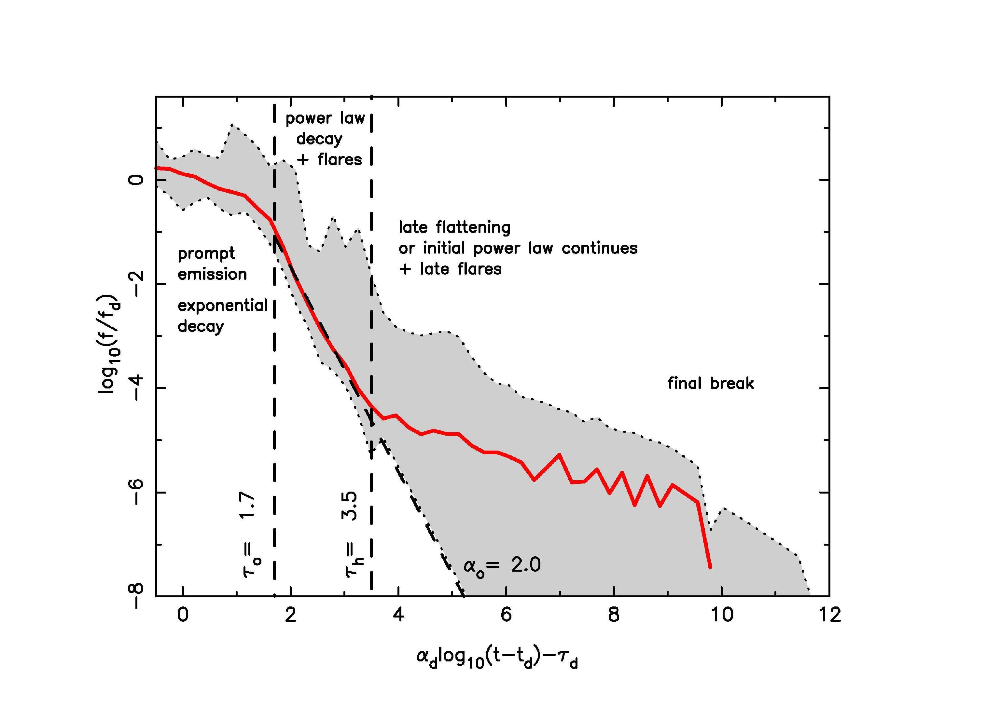 power law
decay
+ flares
late flattening
or initial power law continues
+ late flares
prompt
emission
exponential
decay
final break
τo= 1.7
τh= 3.5
αo= 2.0
log10(f/fd)
0
−2
−4
−6
−8
0 2 4 6 8 10 12
αdlog10(t−td)−τd